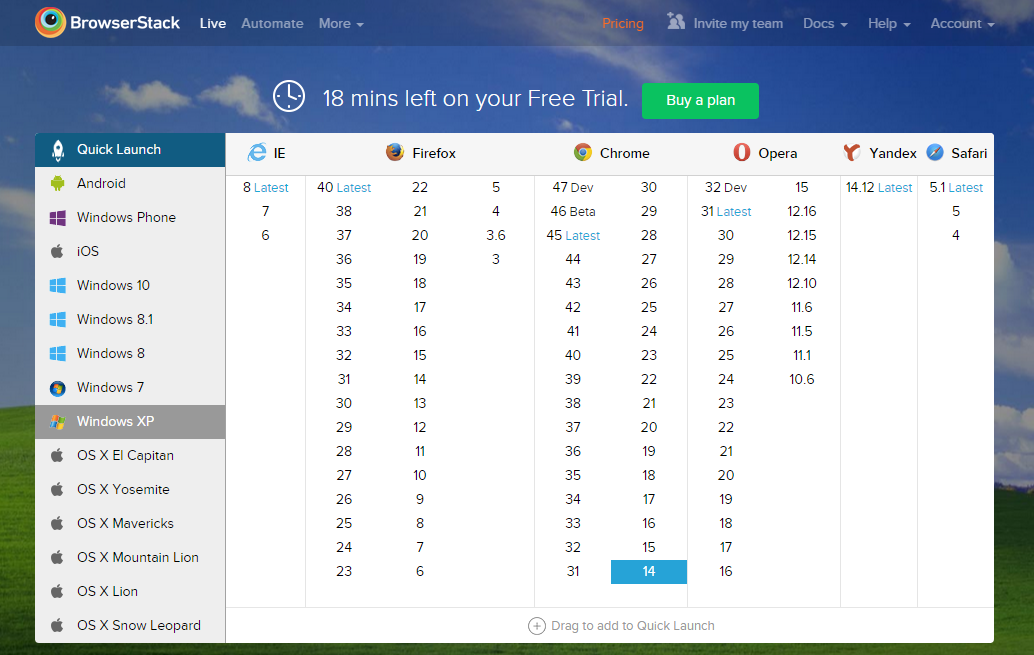 BrowserStack Live Automate More Pricing Invite my team Docs Help Account
18 mins left on your Free Trial. Buy a plan
Quick Launch IE Firefox Chrome Opera Yandex Safari
Android 8 Latest 40 Latest 22 5 47 Dev 30 32 Dev 15 14.12 Latest 5.1 Latest
Windows Phone 7 38 21 4 46 Beta 29 31 Latest 12.16 5
iOS 6 37 20 3.6 45 Latest 28 30 12.15 4
36 19 3 44 27 29 12.14
Windows 10 35 18 43 26 28 12.10
Windows 8.1 34 17 42 25 27 11.6
33 16 41 24 26 11.5
Windows 8 32 15 40 23 25 11.1
Windows 7 31 14 39 22 24 10.6
30 13 38 21 23
Windows XP 29 12 37 20 22
OS X El Capitan 28 11 36 19 21
27 10 35 18 20
OS X Yosemite 26 9 34 17 19
OS X Mavericks 25 8 33 16 18
24 7 32 15 17
OS X Mountain Lion 23 6 31 14 16
OS X Lion
OS X Snow Leopard Drag to add to Quick Launch